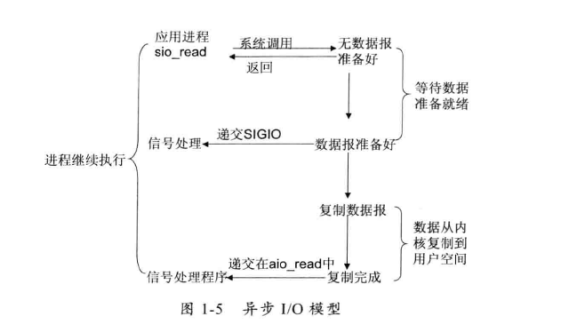 应用进程
sio_read
系统调用
返回
无数据报
准备好
等待数据
准备就绪
信号处理
递交SIGIO
数据报准备好
进程继续执行
复制数据报
数据从内
核复制到
用户空间
信号处理程序
递交在aio_read中
复制完成
图 1-5 异步 I/O 模型